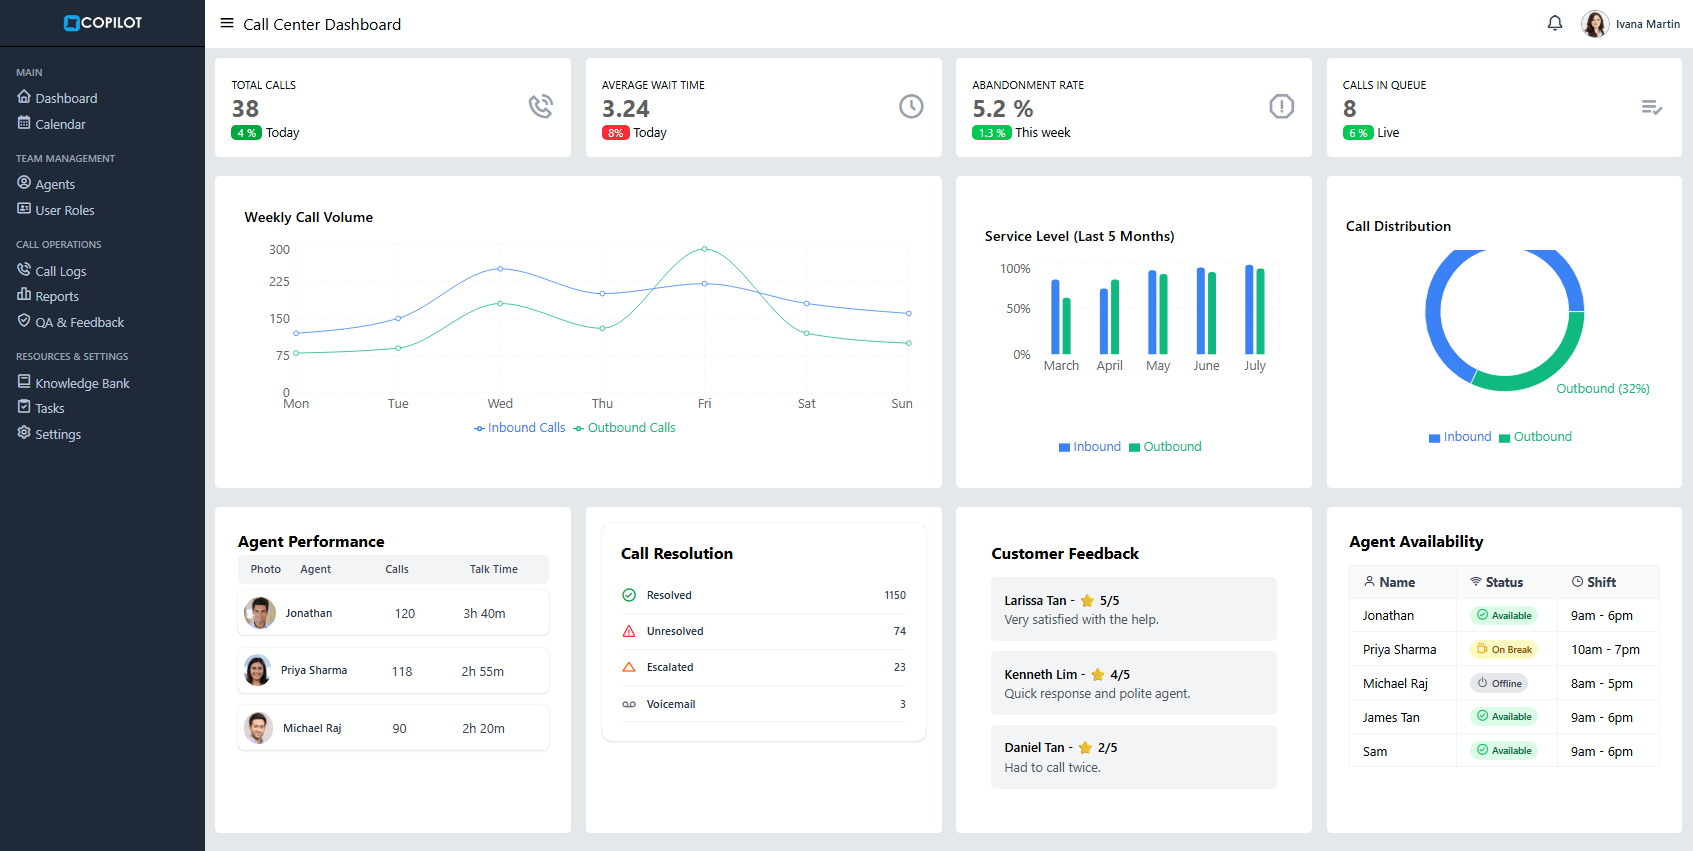 COPILOT
Call Center Dashboard
Ivana Martin
MAIN
Dashboard
Calendar
TEAM MANAGEMENT
Agents
User Roles
CALL OPERATIONS
Call Logs
Reports
QA & Feedback
RESOURCES & SETTINGS
Knowledge Bank
Tasks
Settings
TOTAL CALLS
38
4 % Today
AVERAGE WAIT TIME
3.24
8% Today
ABANDONMENT RATE
5.2 %
1.3 % This week
CALLS IN QUEUE
8
6 % Live
Weekly Call Volume
300
225
150
75
0
Mon Tue Wed Thu Fri Sat Sun
Inbound Calls Outbound Calls
Service Level (Last 5 Months)
100%
50%
0%
March April May June July
Inbound Outbound
Call Distribution
Outbound (32%)
Inbound Outbound
Agent Performance
Photo Agent Calls Talk Time
Jonathan 120 3h 40m
Priya Sharma 118 2h 55m
Michael Raj 90 2h 20m
Call Resolution
Resolved 1150
Unresolved 74
Escalated 23
Voicemail 3
Customer Feedback
Larissa Tan - ⭐ 5/5
Very satisfied with the help.
Kenneth Lim - ⭐ 4/5
Quick response and polite agent.
Daniel Tan - ⭐ 2/5
Had to call twice.
Agent Availability
Name Status Shift
Jonathan Available 9am - 6pm
Priya Sharma On Break 10am - 7pm
Michael Raj Offline 8am - 5pm
James Tan Available 9am - 6pm
Sam Available 9am - 6pm